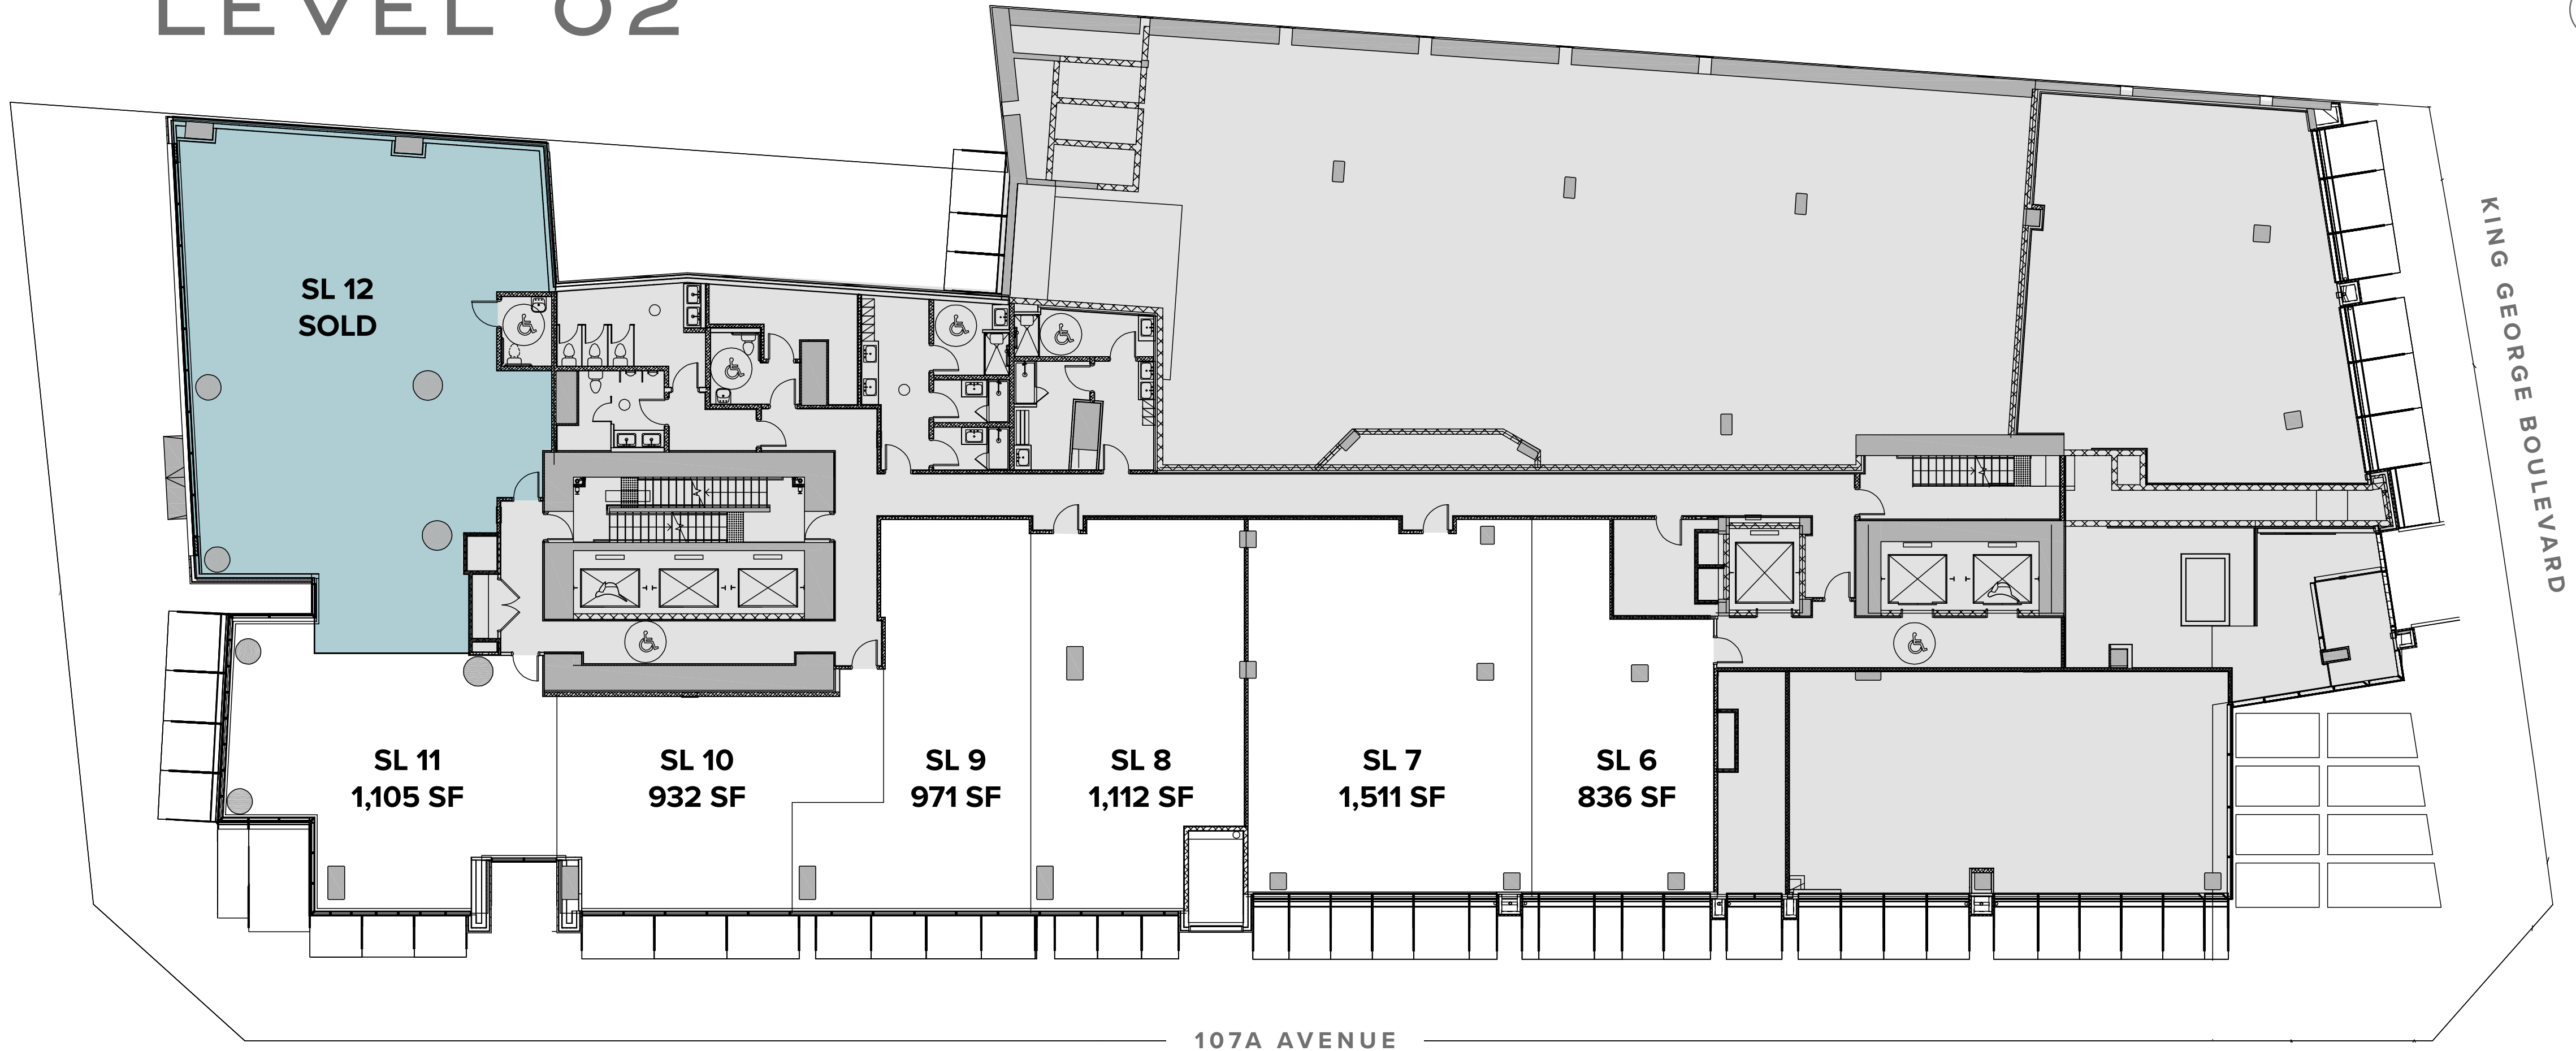 LEVEL 02
SL 12
SOLD
SL 11
1,105 SF
SL 10
932 SF
SL 9
971 SF
SL 8
1,112 SF
SL 7
1,511 SF
SL 6
836 SF
KING GEORGE BOULEVARD
107A AVENUE